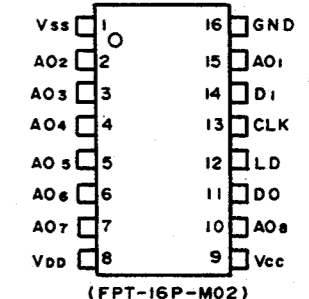 Vss 1 16 GND
AO2 2 15 AO1
AO3 3 14 DI
AO4 4 13 CLK
AO5 5 12 LD
AO6 6 11 DO
AO7 7 10 AO8
VDD 8 9 Vcc
(FPT-16P-M02)